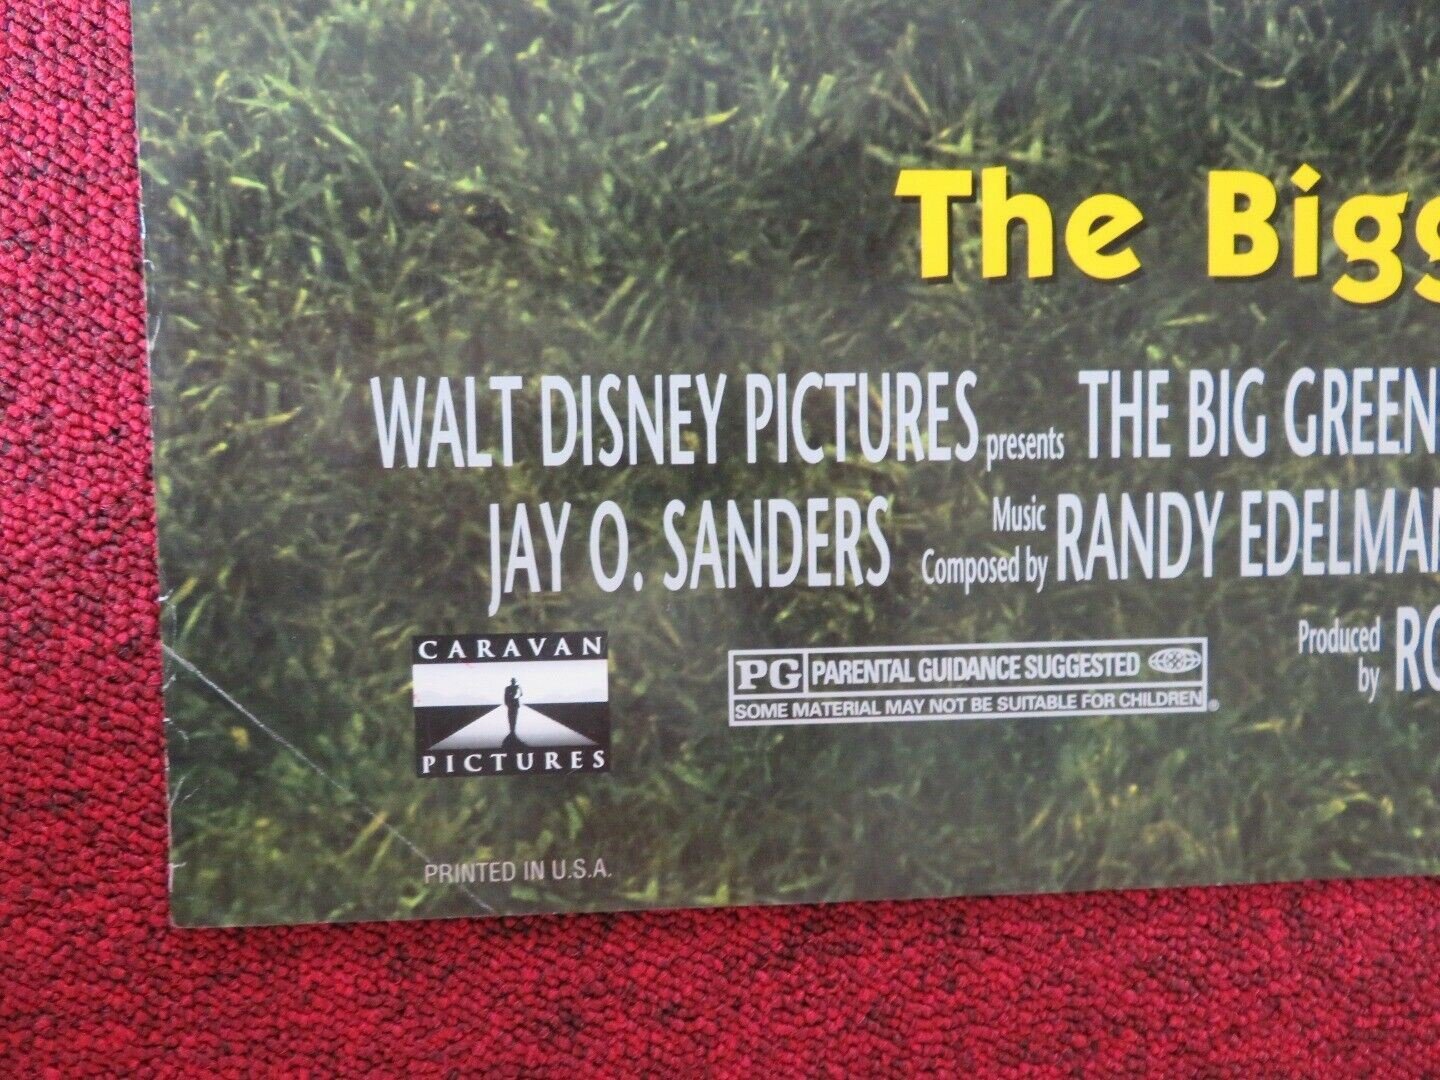 The Bigg
WALT DISNEY PICTURES presents THE BIG GREEN
JAY O. SANDERS Music Composed by RANDY EDELMAN
Produced by RO
CARAVAN
PICTURES
PG PARENTAL GUIDANCE SUGGESTED
SOME MATERIAL MAY NOT BE SUITABLE FOR CHILDREN ®
PRINTED IN U.S.A.